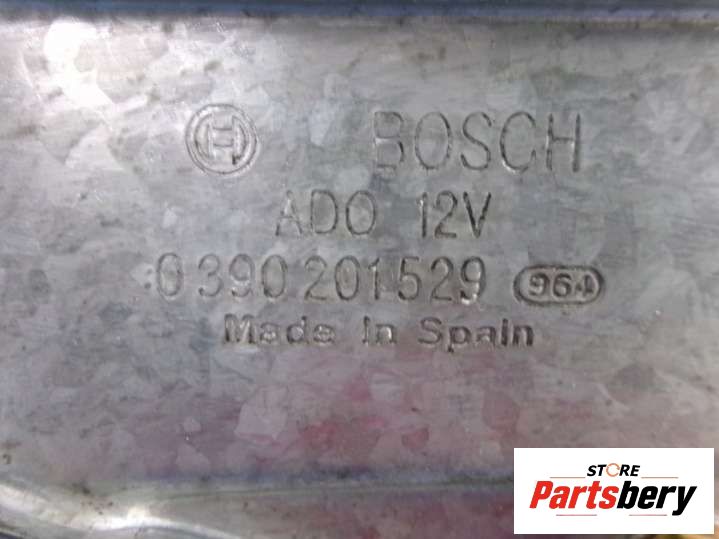 BOSCH
ADO 12V
0 390 201 529 964
Made in Spain
STORE
Partsbery